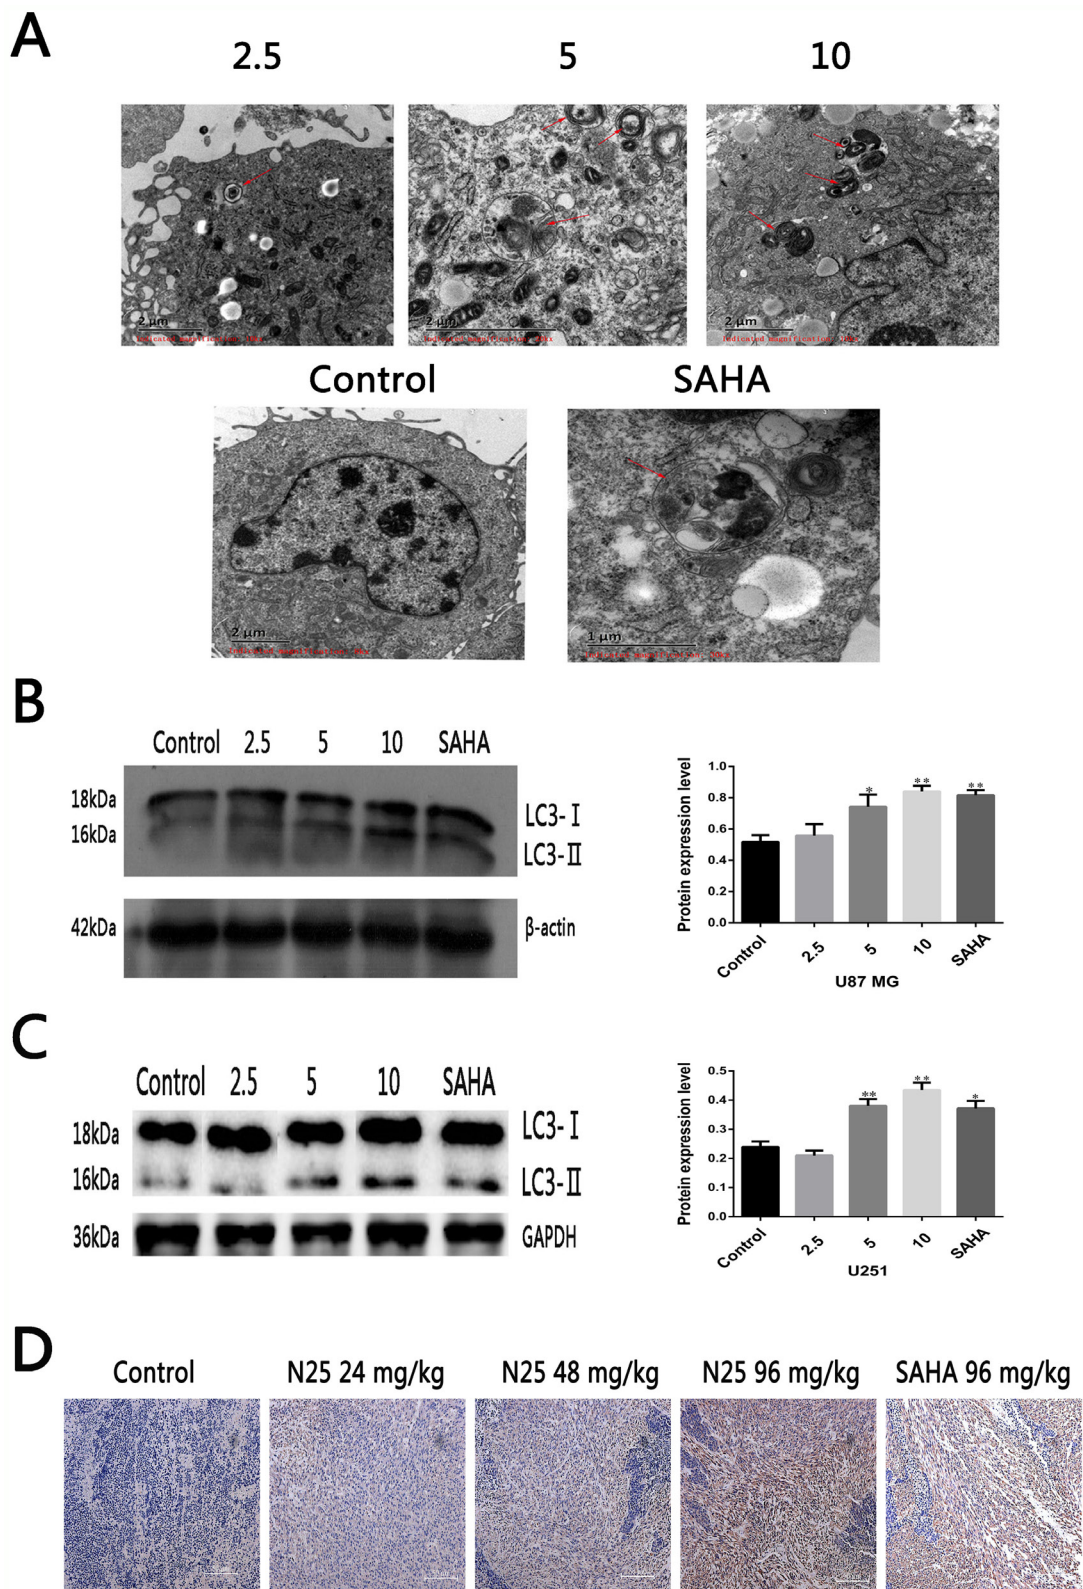 A
2.5 5 10
2 μm 2 μm 2 μm
Control SAHA
2 μm 1 μm
B
Control 2.5 5 10 SAHA
18kDa
16kDa
LC3-Ⅰ
LC3-Ⅱ
42kDa
β-actin
Protein expression level
1.0
0.8
0.6
0.4
0.2
0.0
* ** **
Control 2.5 5 10 SAHA
U87 MG
C
Control 2.5 5 10 SAHA
18kDa
16kDa
LC3-Ⅰ
LC3-Ⅱ
36kDa
GAPDH
Protein expression level
0.5
0.4
0.3
0.2
0.1
0.0
** ** *
Control 2.5 5 10 SAHA
U251
D
Control N25 24 mg/kg N25 48 mg/kg N25 96 mg/kg SAHA 96 mg/kg